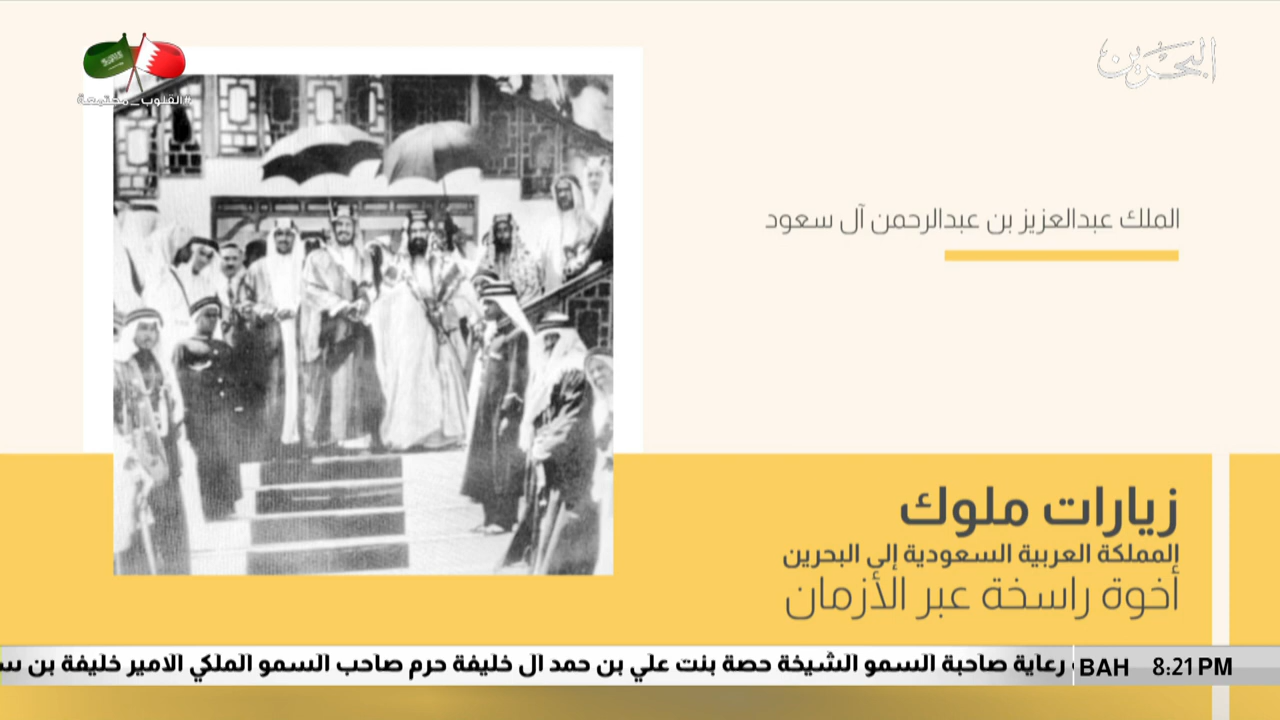 البحرين
#القلوب_مجتمعة
الملك عبدالعزيز بن عبدالرحمن آل سعود
زيارات ملوك
المملكة العربية السعودية إلى البحرين
أخوة راسخة عبر الأزمان
رعاية صاحبة السمو الشيخة حصة بنت علي بن حمد آل خليفة حرم صاحب السمو الملكي الامير خليفة بن
BAH 8:21 PM